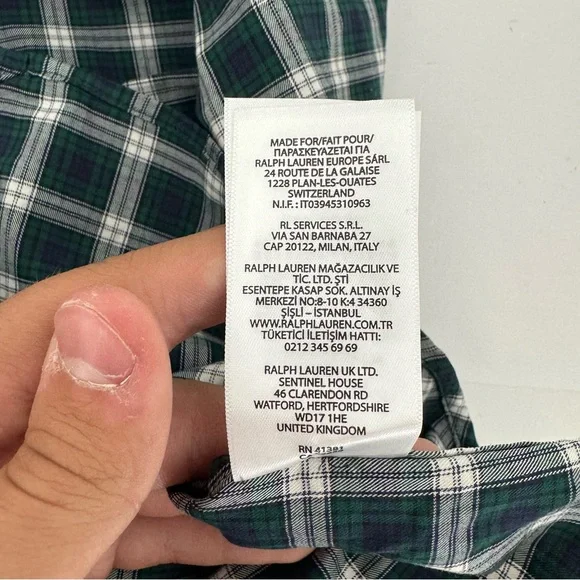 MADE FOR/FAIT POUR/
ΠΑΡΑΣΚΕΥΑΖΕΤΑΙ ΓΙΑ
RALPH LAUREN EUROPE SÁRL
24 ROUTE DE LA GALAISE
1228 PLAN-LES-OUATES
SWITZERLAND
N.I.F.: IT03945310963
RL SERVICES S.R.L.
VIA SAN BARNABA 27
CAP 20122, MILAN, ITALY
RALPH LAUREN MAĞAZACILIK VE
TİC. LTD. ŞTİ
ESENTEPE KASAP SOK. ALTINAY İŞ
MERKEZİ NO:8-10 K:4 34360
ŞİŞLİ – İSTANBUL
WWW.RALPHLAUREN.COM.TR
TÜKETİCİ İLETİŞİM HATTI:
0212 345 69 69
RALPH LAUREN UK LTD.
SENTINEL HOUSE
46 CLARENDON RD
WATFORD, HERTFORDSHIRE
WD17 1HE
UNITED KINGDOM
RN 41381